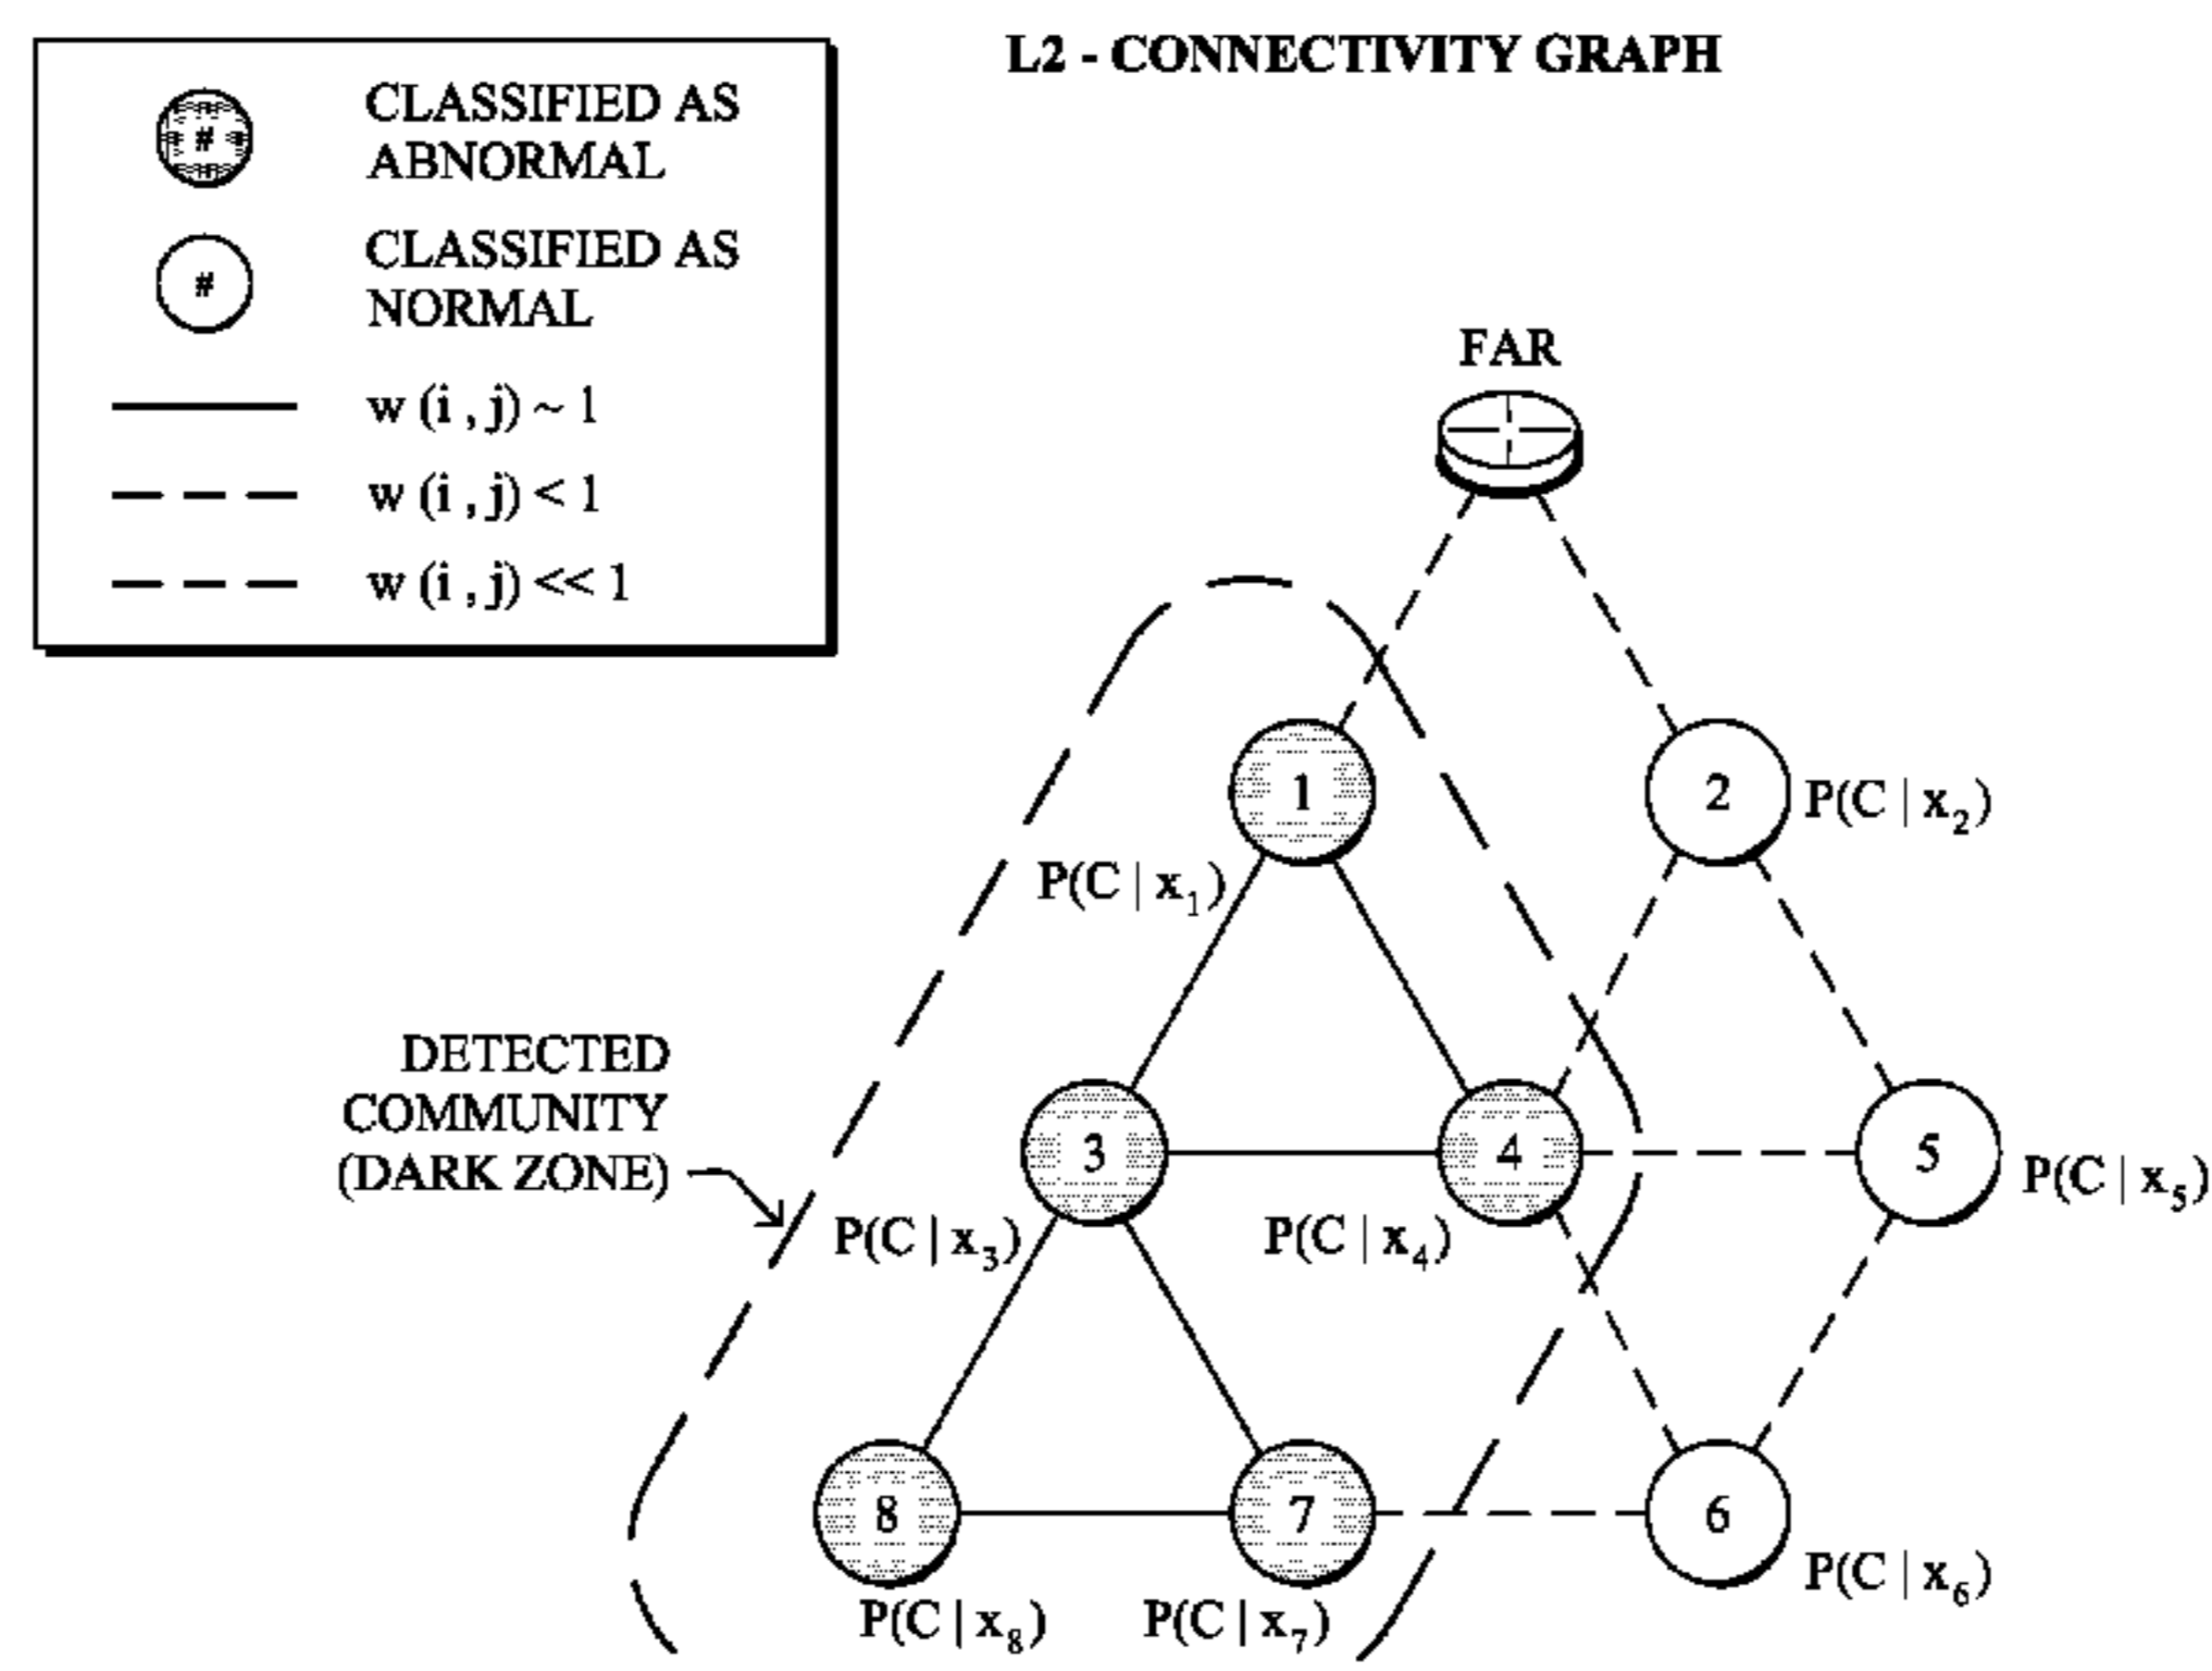 L2 - CONNECTIVITY GRAPH
#
CLASSIFIED AS
ABNORMAL
#
CLASSIFIED AS
NORMAL
w (i , j) ~ 1
w (i , j) < 1
w (i , j) << 1
FAR
1
2
P(C | x₂)
P(C | x₁)
DETECTED
COMMUNITY
(DARK ZONE)
3
4
5
P(C | x₅)
P(C | x₃)
P(C | x₄)
8
7
6
P(C | x₆)
P(C | x₈)
P(C | x₇)